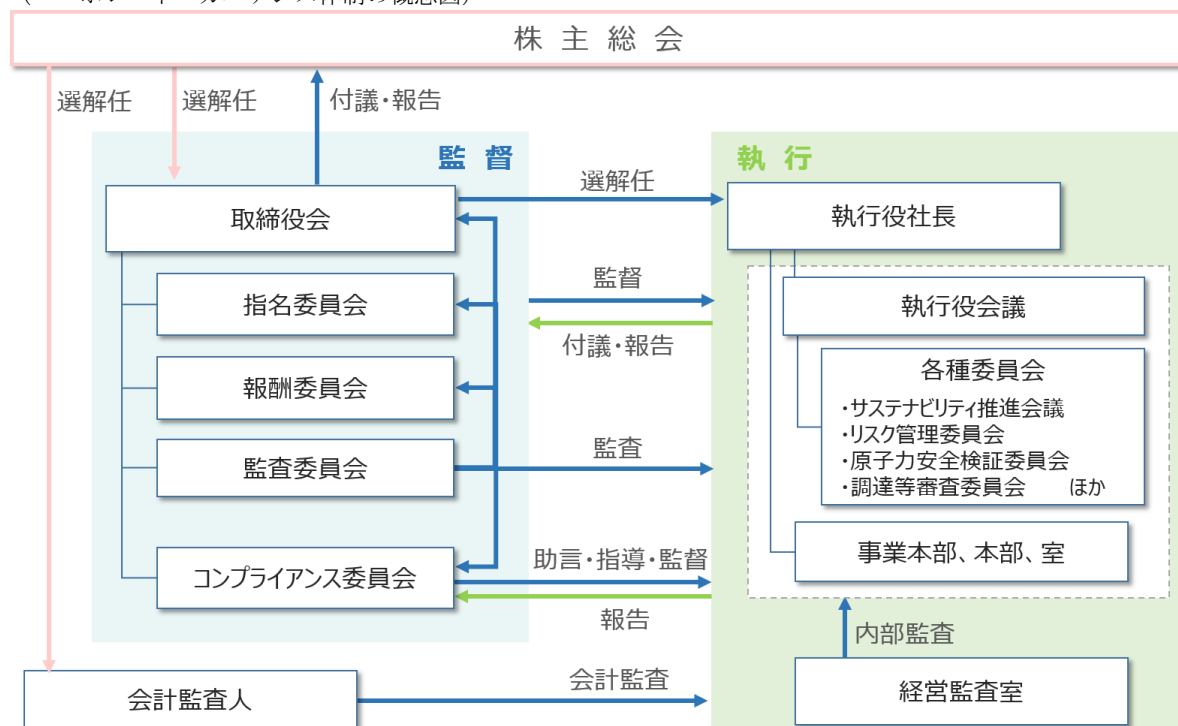 株主総会
選解任
選解任
付議・報告
監督
執行
取締役会
選解任
執行役社長
指名委員会
監督
付議・報告
執行役会議
報酬委員会
各種委員会
・サステナビリティ推進会議
・リスク管理委員会
・原子力安全検証委員会
・調達等審査委員会 ほか
監査委員会
監査
コンプライアンス委員会
助言・指導・監督
報告
事業本部、本部、室
内部監査
会計監査人
会計監査
経営監査室